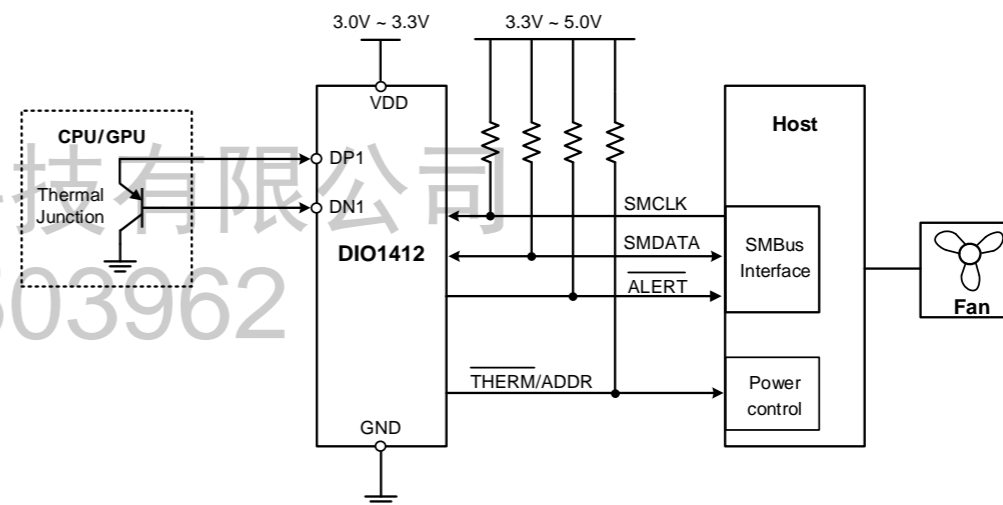 3.0V ~ 3.3V
3.3V ~ 5.0V
VDD
CPU/GPU
Thermal
Junction
DP1
DN1
DIO1412
GND
SMCLK
SMDATA
ALERT
THERM/ADDR
Host
SMBus
Interface
Power
control
Fan
技有限公司
503962